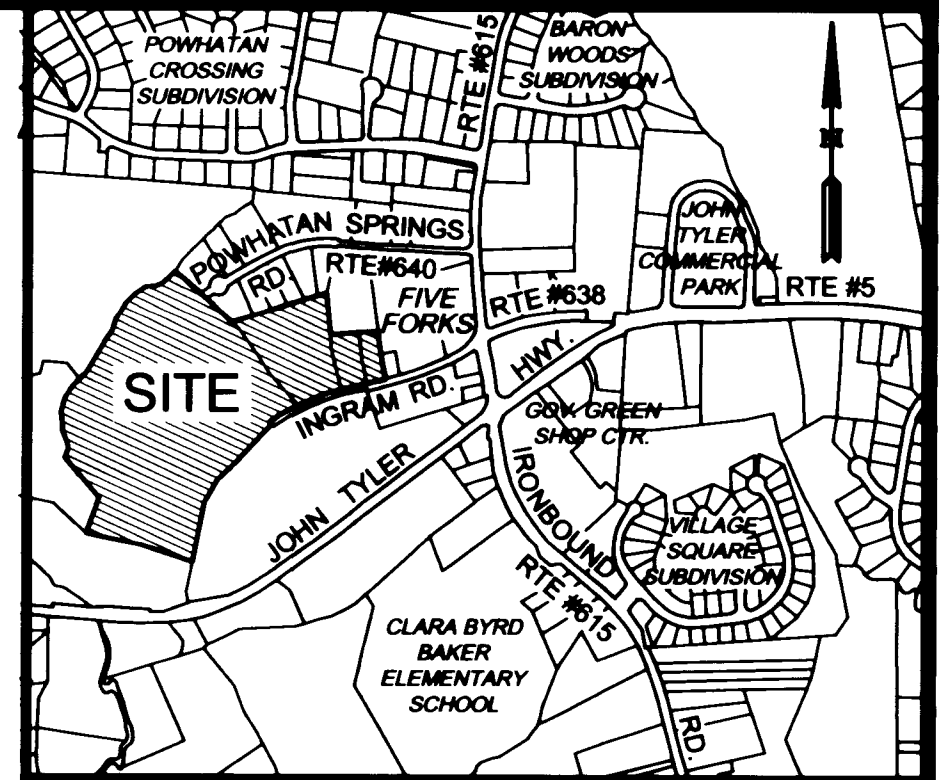 POWHATAN
CROSSING
SUBDIVISION
RTE #615
BARON
WOODS
SUBDIVISION
N
JOHN
TYLER
COMMERCIAL
PARK
RTE #5
POWHATAN SPRINGS
RD.
RTE#640
FIVE
FORKS
RTE #638
HWY.
SITE
INGRAM RD.
GOV. GREEN
SHOP CTR.
JOHN TYLER
IRONBOUND
RTE #615
VILLAGE
SQUARE
SUBDIVISION
CLARA BYRD
BAKER
ELEMENTARY
SCHOOL
RD.